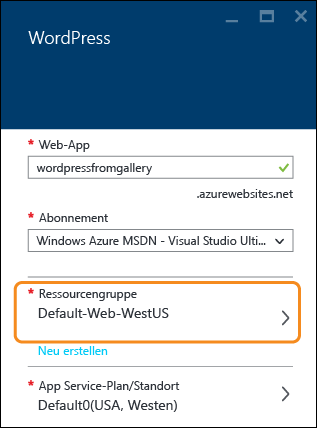 WordPress
* Web-App
wordpressfromgallery
.azurewebsites.net
* Abonnement
Windows Azure MSDN - Visual Studio Ulti...
* Ressourcengruppe
Default-Web-WestUS
Neu erstellen
* App Service-Plan/Standort
Default0(USA, Westen)